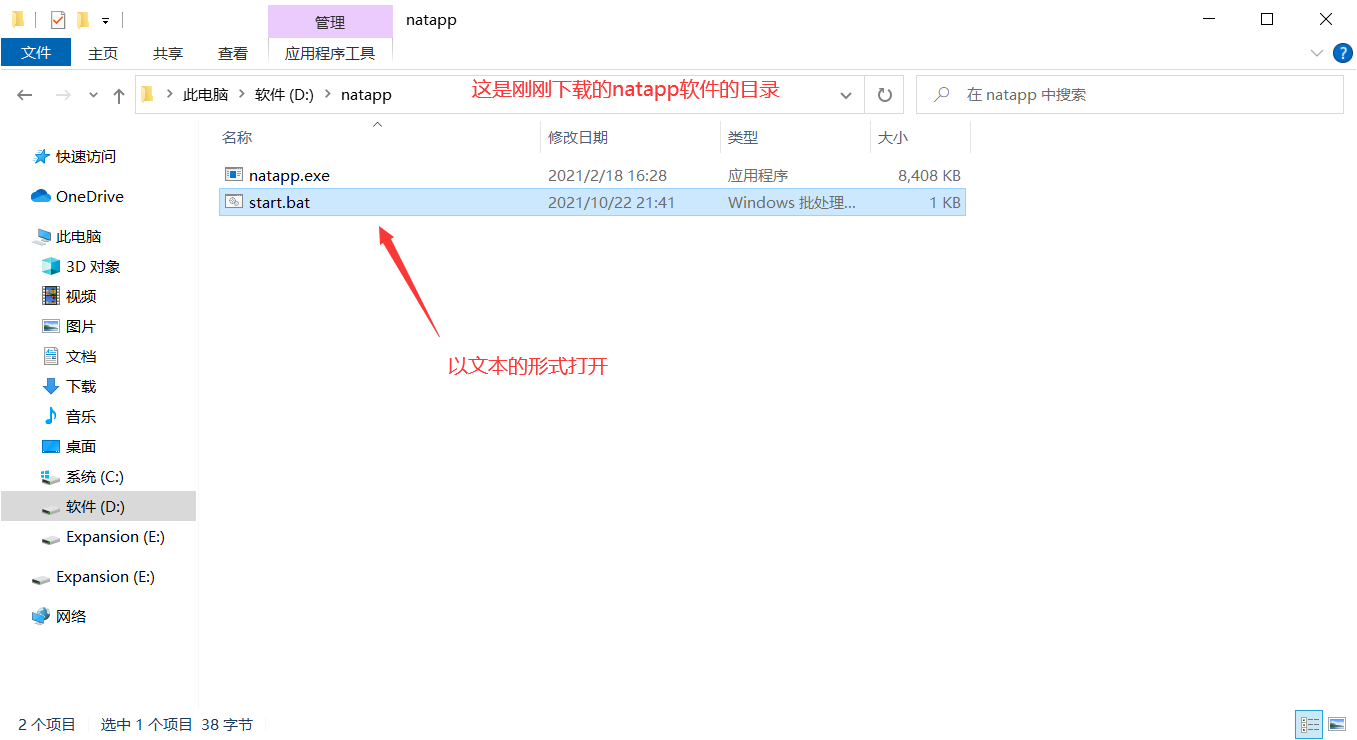 管理
natapp
文件
主页
共享
查看
应用程序工具
此电脑
软件 (D:)
natapp
这是刚刚下载的natapp软件的目录
在 natapp 中搜索
名称
修改日期
类型
大小
natapp.exe
2021/2/18 16:28
应用程序
8,408 KB
start.bat
2021/10/22 21:41
Windows 批处理...
1 KB
以文本的形式打开
快速访问
OneDrive
此电脑
3D 对象
视频
图片
文档
下载
音乐
桌面
系统 (C:)
软件 (D:)
Expansion (E:)
Expansion (E:)
网络
2 个项目
选中 1 个项目 38 字节